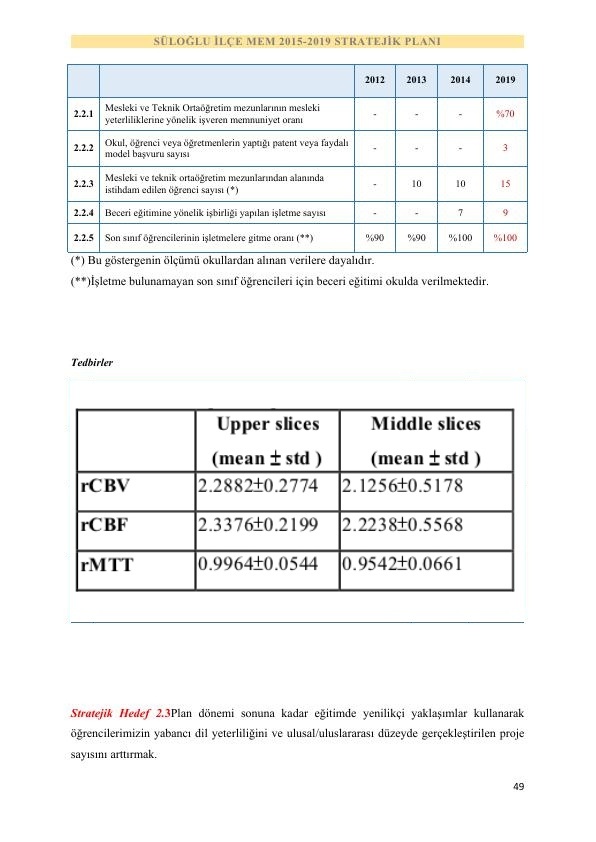 SÜLOĞLU İLÇE MEM 2015-2019 STRATEJİK PLANI
2012 2013 2014 2019
2.2.1 Mesleki ve Teknik Ortaöğretim mezunlarının mesleki
yeterliliklerine yönelik işveren memnuniyet oranı - - - %70
2.2.2 Okul, öğrenci veya öğretmenlerin yaptığı patent veya faydalı
model başvuru sayısı - - - 3
2.2.3 Mesleki ve teknik ortaöğretim mezunlarından alanında
istihdam edilen öğrenci sayısı (*) - 10 10 15
2.2.4 Beceri eğitimine yönelik işbirliği yapılan işletme sayısı - - 7 9
2.2.5 Son sınıf öğrencilerinin işletmelere gitme oranı (**) %90 %90 %100 %100
(*) Bu göstergenin ölçümü okullardan alınan verilere dayalıdır.
(**)İşletme bulunamayan son sınıf öğrencileri için beceri eğitimi okulda verilmektedir.
Tedbirler
Upper slices Middle slices
(mean ± std ) (mean ± std )
rCBV 2.2882±0.2774 2.1256±0.5178
rCBF 2.3376±0.2199 2.2238±0.5568
rMTT 0.9964±0.0544 0.9542±0.0661
Stratejik Hedef 2.3Plan dönemi sonuna kadar eğitimde yenilikçi yaklaşımlar kullanarak
öğrencilerimizin yabancı dil yeterliliğini ve ulusal/uluslararası düzeyde gerçekleştirilen proje
sayısını arttırmak.
49